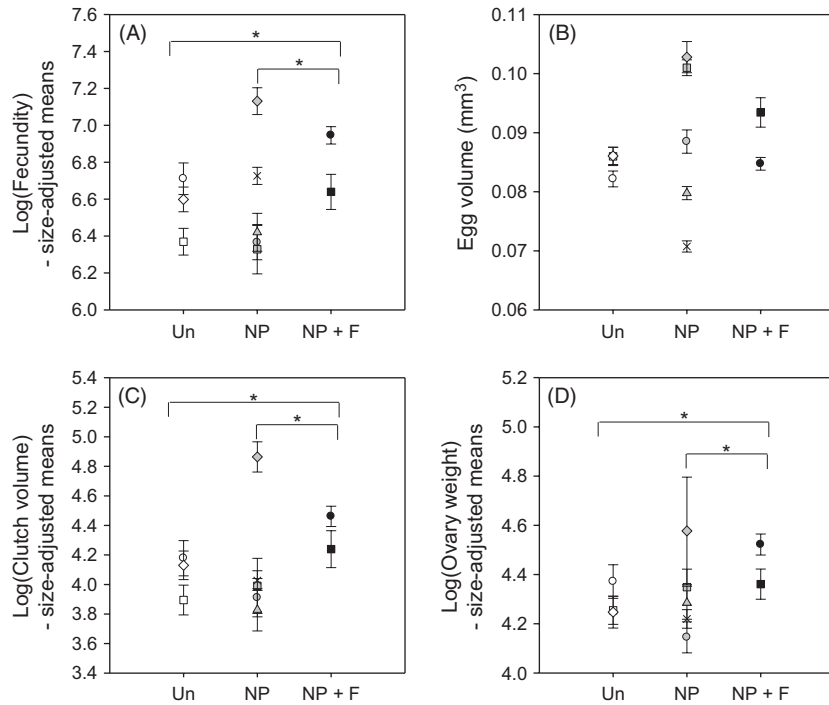 (A)
7.6
7.4
7.2
7.0
6.8
6.6
6.4
6.2
6.0
Log(Fecundity)
- size-adjusted means
*
*
Un
NP
NP + F
(B)
0.11
0.10
0.09
0.08
0.07
0.06
Egg volume (mm³)
Un
NP
NP + F
(C)
5.4
5.2
5.0
4.8
4.6
4.4
4.2
4.0
3.8
3.6
3.4
Log(Clutch volume)
- size-adjusted means
*
*
Un
NP
NP + F
(D)
5.2
5.0
4.8
4.6
4.4
4.2
4.0
Log(Ovary weight)
- size-adjusted means
*
*
Un
NP
NP + F